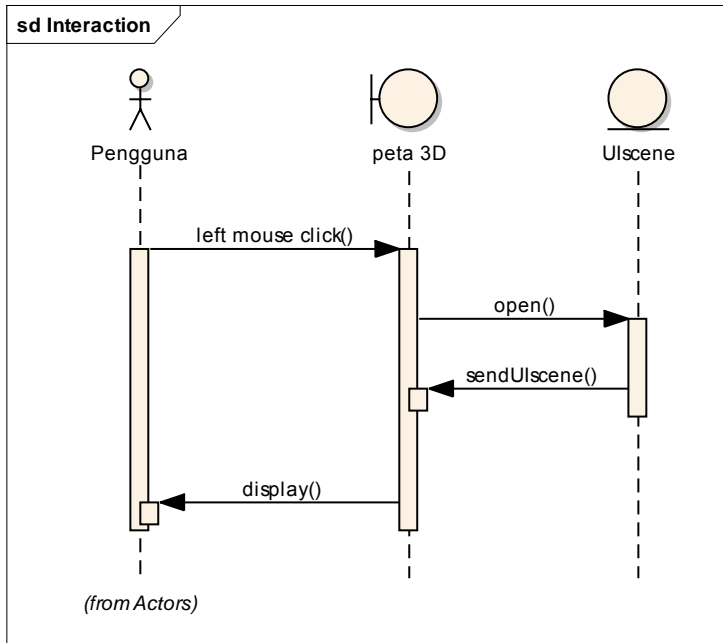 sd Interaction
Pengguna
peta 3D
UIscene
left mouse click()
open()
sendUIscene()
display()
(from Actors)